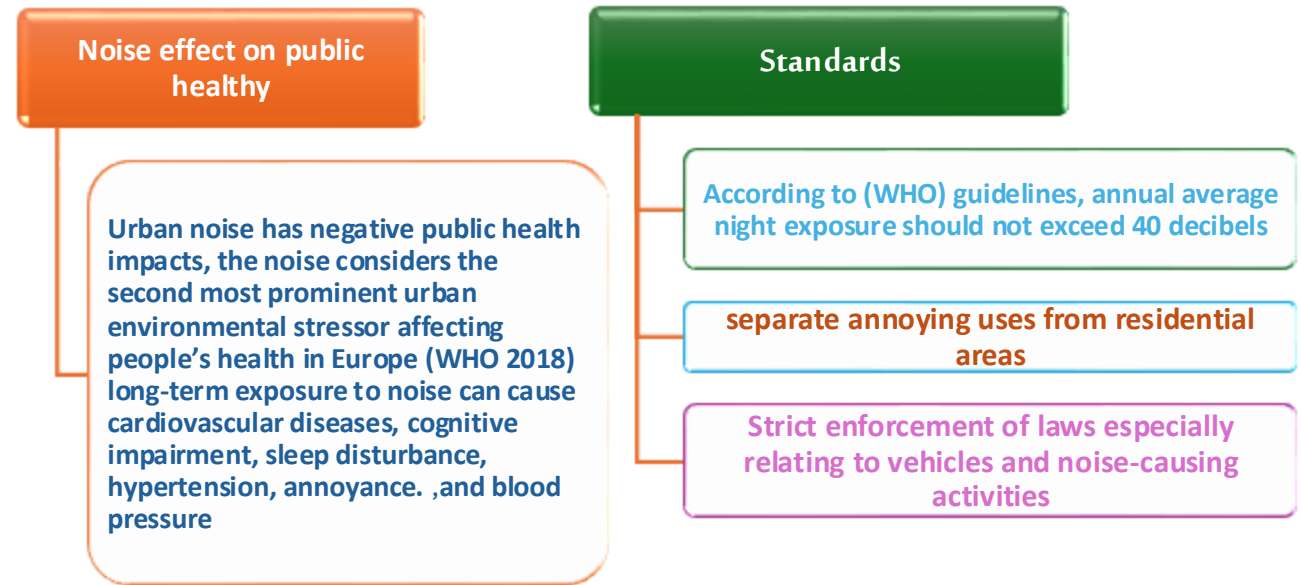 Noise effect on public
healthy
Urban noise has negative public health
impacts, the noise considers the
second most prominent urban
environmental stressor affecting
people’s health in Europe (WHO 2018)
long-term exposure to noise can cause
cardiovascular diseases, cognitive
impairment, sleep disturbance,
hypertension, annoyance. ,and blood
pressure
Standards
According to (WHO) guidelines, annual average
night exposure should not exceed 40 decibels
separate annoying uses from residential
areas
Strict enforcement of laws especially
relating to vehicles and noise-causing
activities